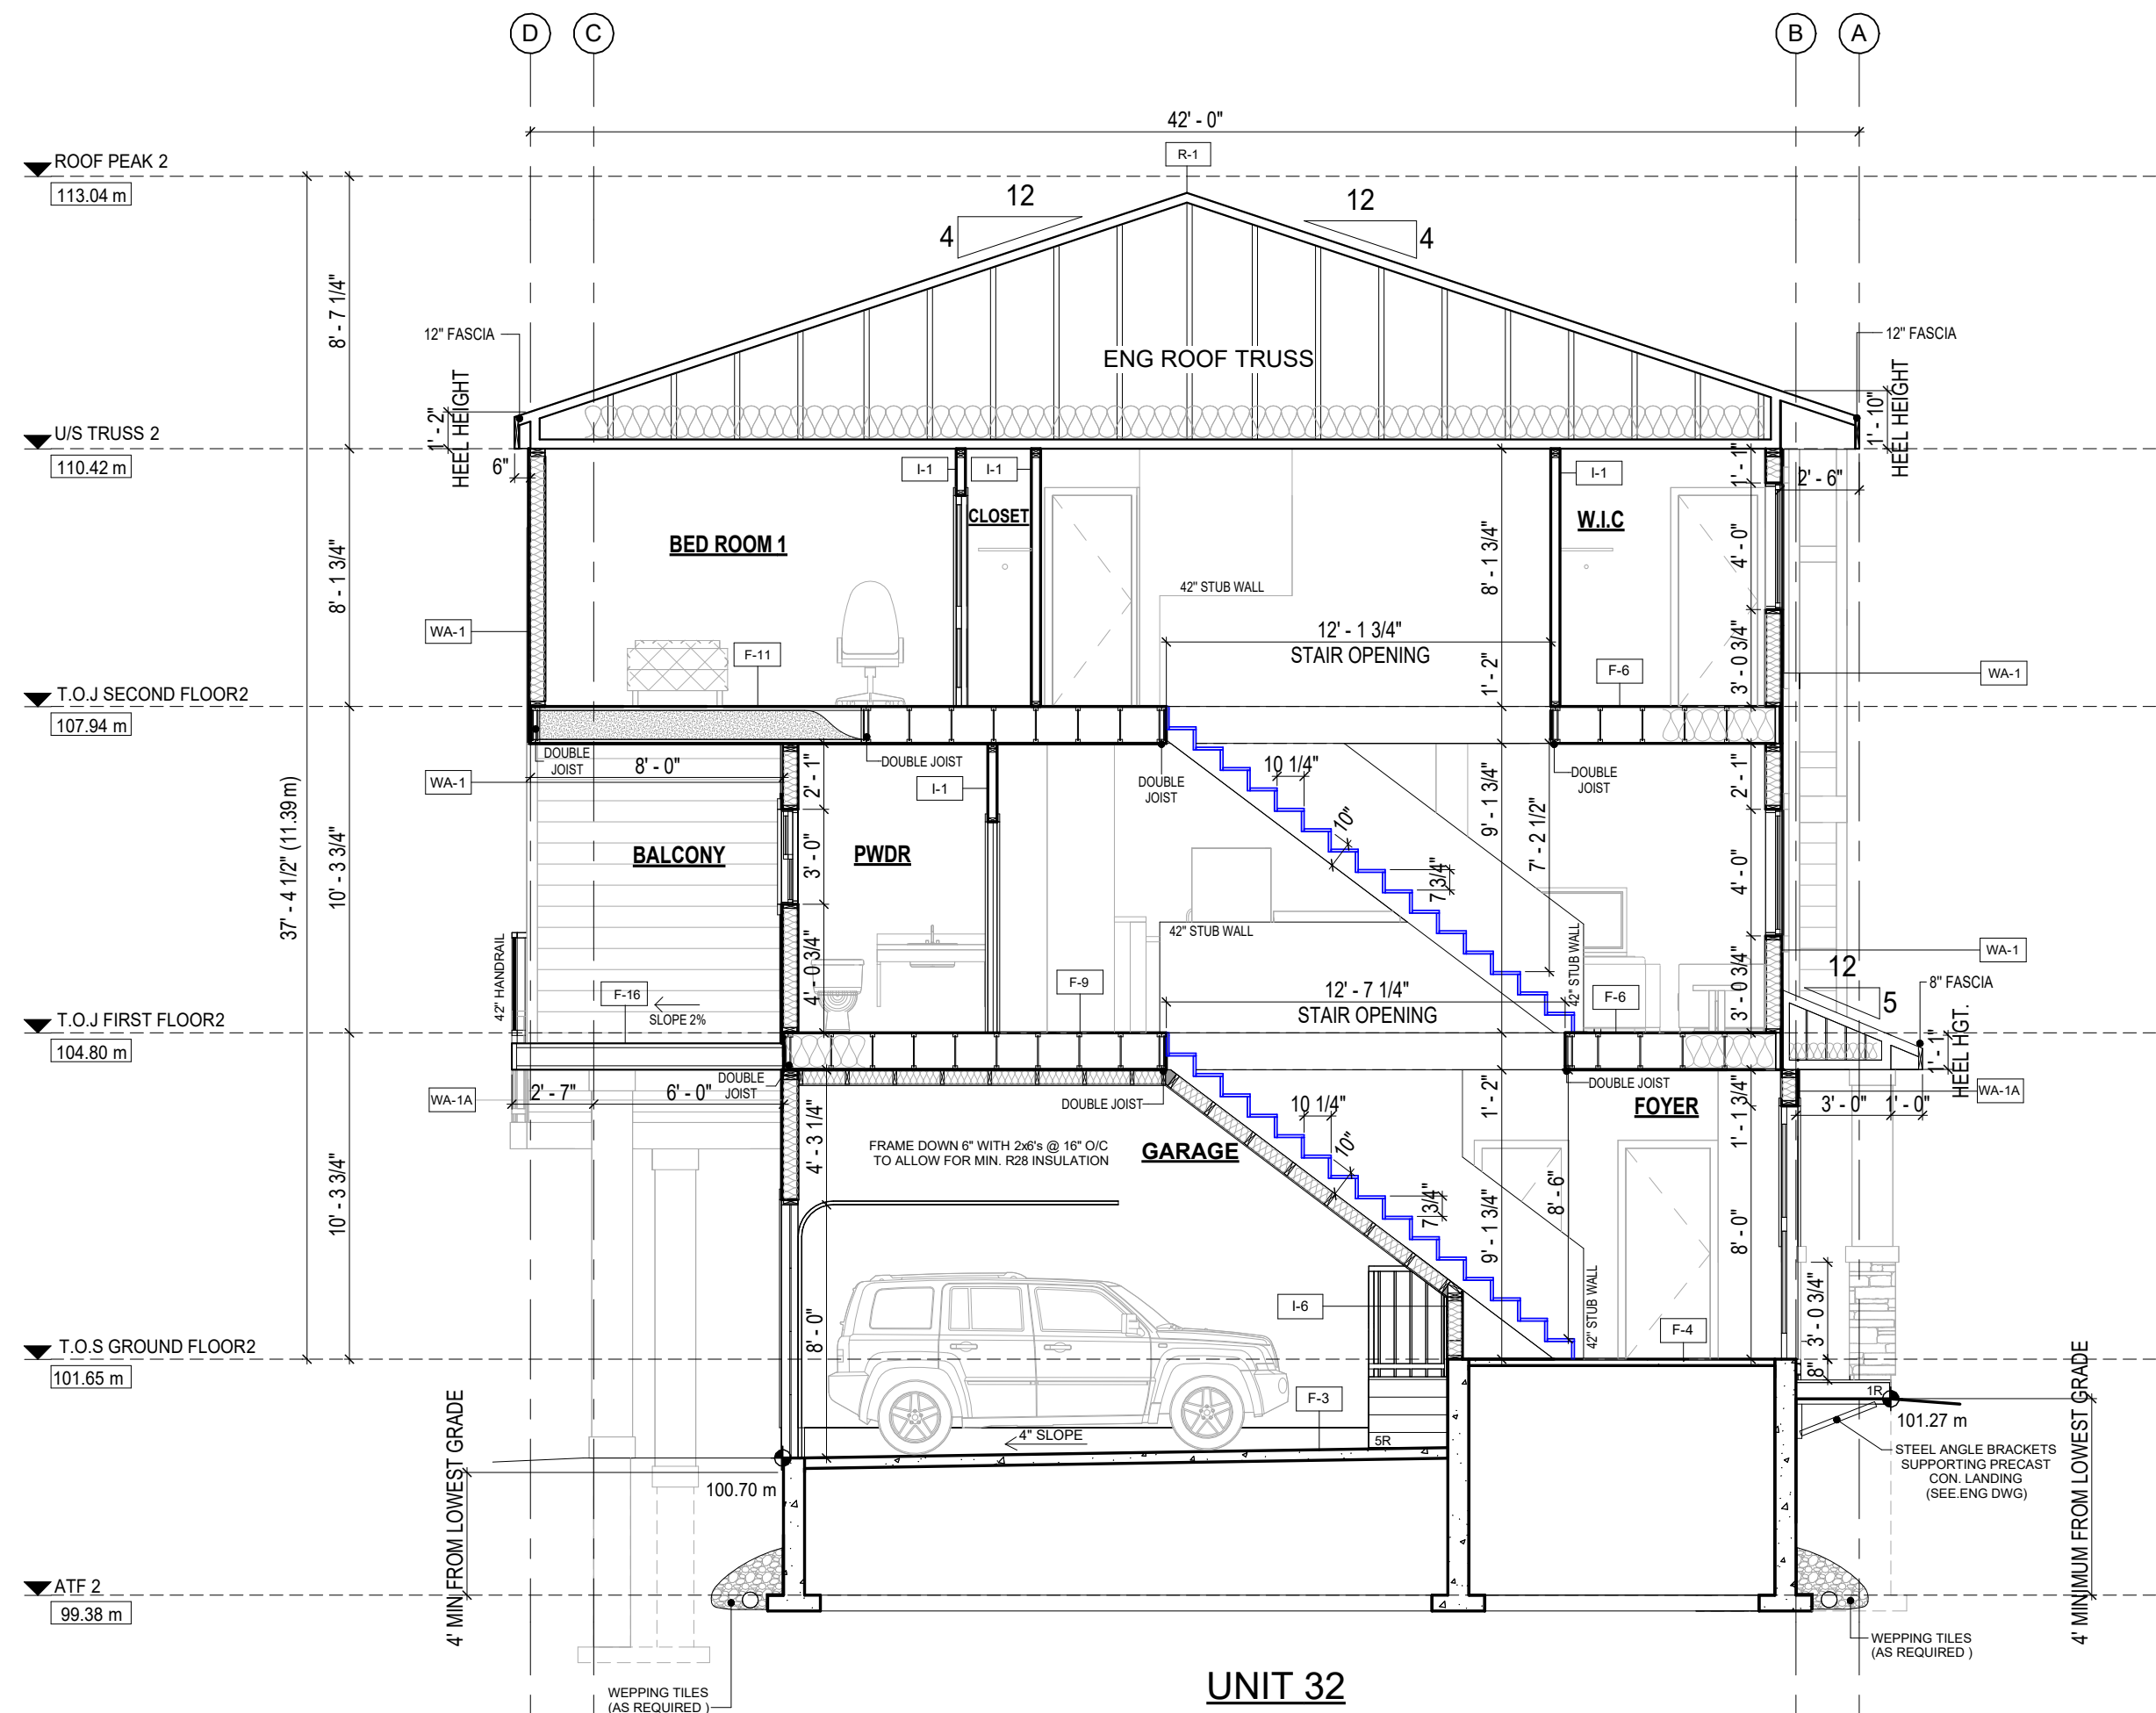 D
C
B
A
42' - 0"
R-1
ROOF PEAK 2
113.04 m
12
4
12
4
8' - 7 1/4"
12" FASCIA
12" FASCIA
ENG ROOF TRUSS
1' - 2"
HEEL HEIGHT
1' - 10"
HEEL HEIGHT
U/S TRUSS 2
110.42 m
6"
I-1
I-1
I-1
1' - 1"
2' - 6"
CLOSET
W.I.C
BED ROOM 1
8' - 1 3/4"
8' - 1 3/4"
4' - 0"
42" STUB WALL
WA-1
12' - 1 3/4"
STAIR OPENING
F-11
F-6
1' - 2"
3' - 0 3/4"
WA-1
T.O.J SECOND FLOOR2
107.94 m
DOUBLE
JOIST
DOUBLE JOIST
8' - 0"
WA-1
2' - 1"
I-1
DOUBLE
JOIST
10 1/4"
DOUBLE
JOIST
2' - 1"
37' - 4 1/2" (11.39 m)
10' - 3 3/4"
BALCONY
3' - 0"
PWDR
10"
7 3/4"
9' - 1 3/4"
7' - 2 1/2"
4' - 0"
42" HANDRAIL
4' - 0 3/4"
42" STUB WALL
42" STUB WALL
WA-1
F-16
SLOPE 2%
F-9
12' - 7 1/4"
STAIR OPENING
F-6
3' - 0 3/4"
12
5
8" FASCIA
T.O.J FIRST FLOOR2
104.80 m
1' - 1"
HEEL HGT.
WA-1A
2' - 7"
6' - 0"
DOUBLE
JOIST
DOUBLE JOIST
1' - 2"
DOUBLE JOIST
FOYER
1' - 1 3/4"
WA-1A
3' - 0"
1' - 0"
10' - 3 3/4"
4' - 3 1/4"
FRAME DOWN 6" WITH 2x6's @ 16" O/C
TO ALLOW FOR MIN. R28 INSULATION
GARAGE
10 1/4"
10"
7 3/4"
9' - 1 3/4"
8' - 6"
8' - 0"
42" STUB WALL
8' - 0"
I-6
F-4
3' - 0 3/4"
8"
T.O.S GROUND FLOOR2
101.65 m
F-3
1R
101.27 m
4" SLOPE
5R
STEEL ANGLE BRACKETS
SUPPORTING PRECAST
CON. LANDING
(SEE.ENG DWG)
100.70 m
4' MIN.FROM LOWEST GRADE
4' MINIMUM FROM LOWEST GRADE
ATF 2
99.38 m
WEPPING TILES
(AS REQUIRED )
WEPPING TILES
(AS REQUIRED )
UNIT 32